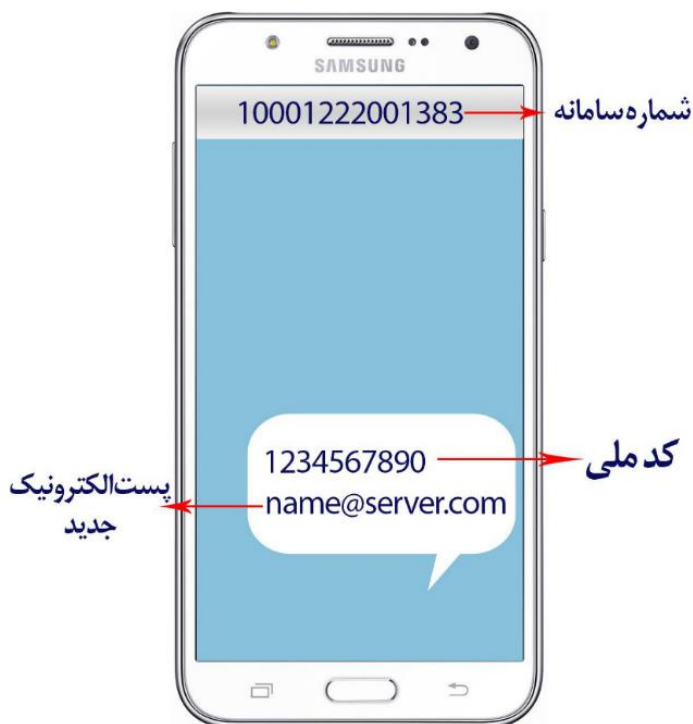 SAMSUNG
10001222001383
شماره سامانه
1234567890
کد ملی
name@server.com
پست الکترونیک
جدید